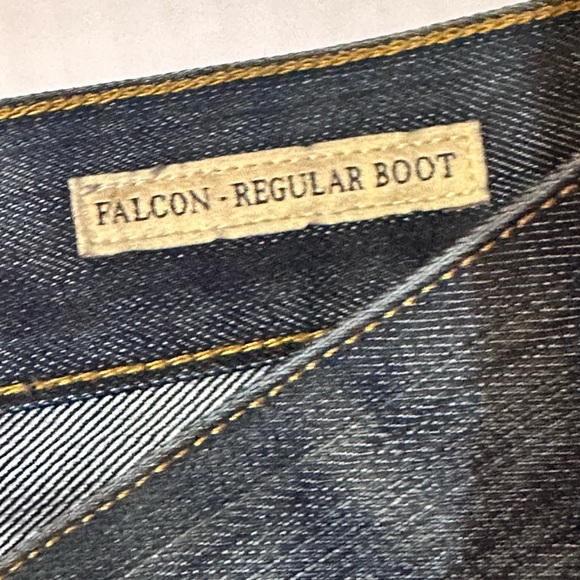 FALCON - REGULAR BOOT